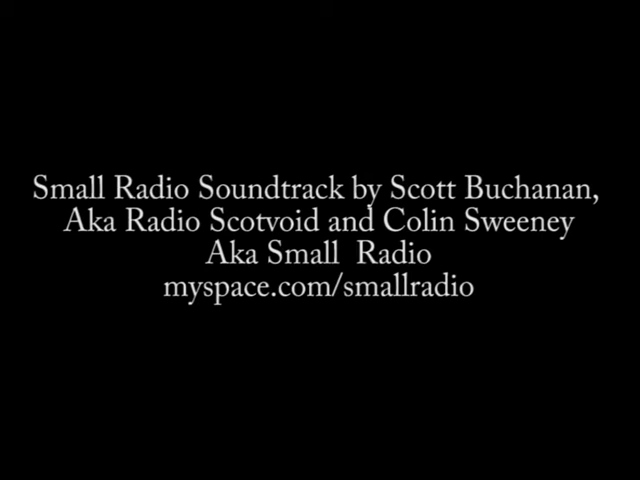 Small Radio Soundtrack by Scott Buchanan,
Aka Radio Scotvoid and Colin Sweeney
Aka Small  Radio
myspace.com/smallradio